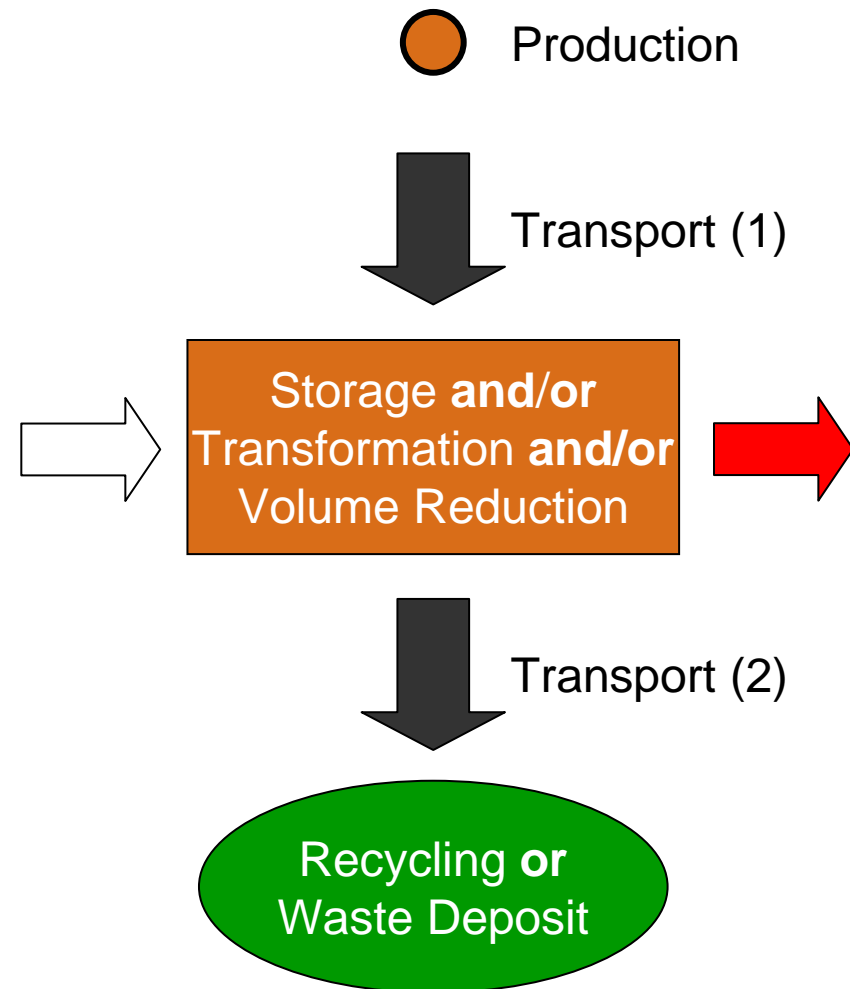 Production
Transport (1)
Storage and/or
Transformation and/or
Volume Reduction
Transport (2)
Recycling or
Waste Deposit